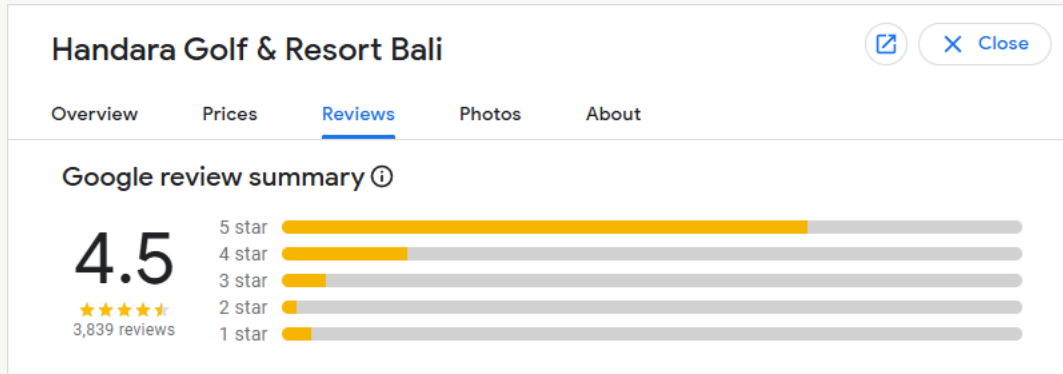 Handara Golf & Resort Bali
Close
Overview Prices Reviews Photos About
Google review summary
4.5
3,839 reviews
5 star
4 star
3 star
2 star
1 star